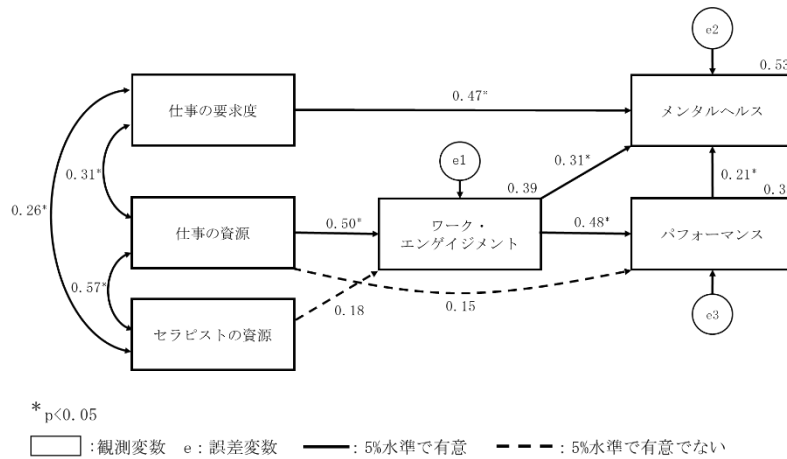 e2
0.53
仕事の要求度
0.47*
メンタルヘルス
e1
0.31*
0.31*
0.21*
0.26*
0.39
0.3
仕事の資源
0.50*
ワーク・
エンゲイジメント
0.48*
パフォーマンス
0.57*
0.15
0.18
セラピストの資源
e3
*p<0.05
：観測変数 e：誤差変数 ：5%水準で有意 ：5%水準で有意でない